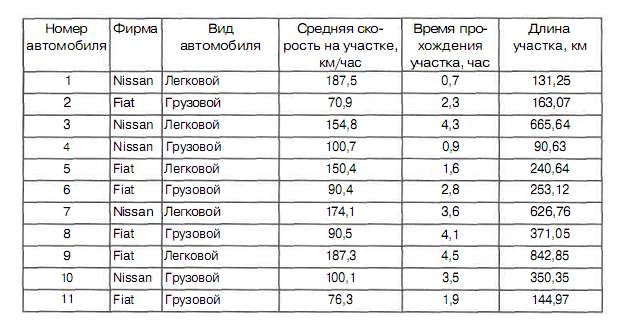 Номер автомобиля Фирма Вид автомобиля Средняя ско-рость на участке, км/час Время про-хождения участка, час Длина участка, км
1 Nissan Легковой 187,5 0,7 131,25
2 Fiat Грузовой 70,9 2,3 163,07
3 Nissan Легковой 154,8 4,3 665,64
4 Nissan Грузовой 100,7 0,9 90,63
5 Fiat Легковой 150,4 1,6 240,64
6 Fiat Грузовой 90,4 2,8 253,12
7 Nissan Легковой 174,1 3,6 626,76
8 Fiat Грузовой 90,5 4,1 371,05
9 Fiat Легковой 187,3 4,5 842,85
10 Nissan Грузовой 100,1 3,5 350,35
11 Fiat Грузовой 76,3 1,9 144,97